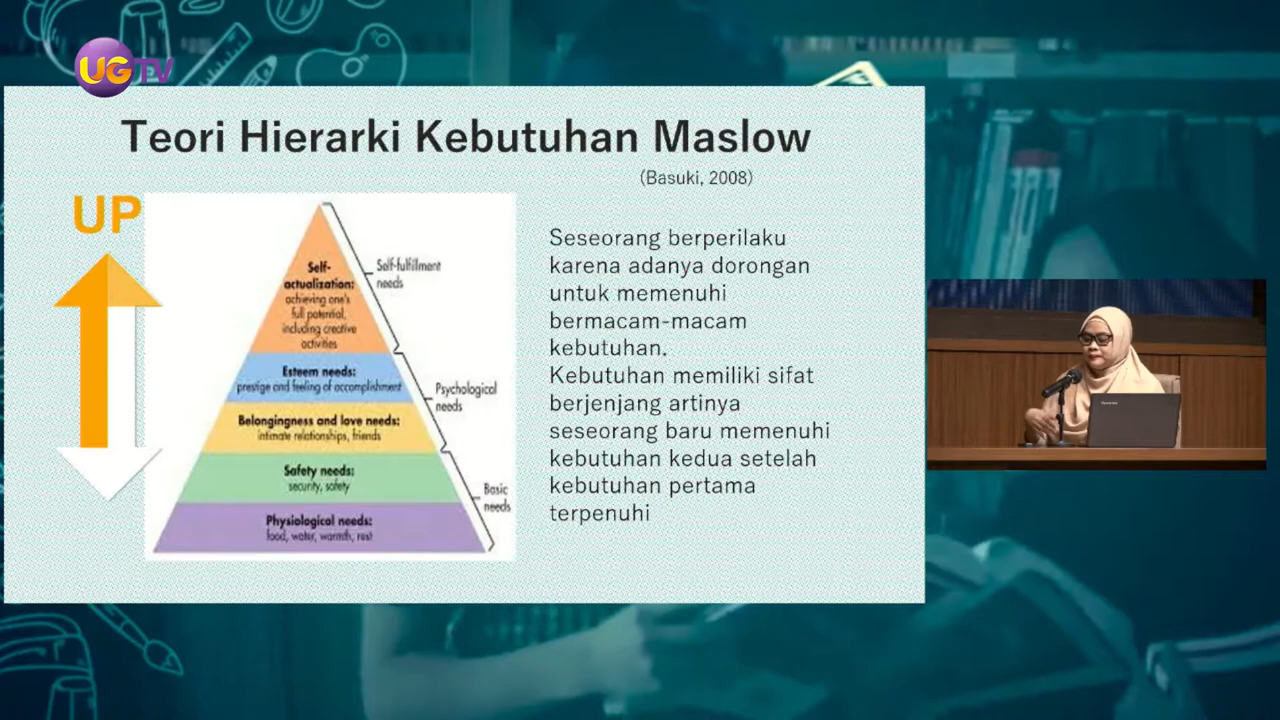 UGTV
Teori Hierarki Kebutuhan Maslow
(Basuki, 2008)
UP
Self-
actualization:
achieving one's
full potential,
including creative
activities
Self-fulfillment
needs
Esteem needs:
prestige and feeling of accomplishment
Psychological
needs
Belongingness and love needs:
intimate relationships, friends
Safety needs:
security, safety
Basic
needs
Physiological needs:
food, water, warmth, rest
Seseorang berperilaku
karena adanya dorongan
untuk memenuhi
bermacam-macam
kebutuhan.
Kebutuhan memiliki sifat
berjenjang artinya
seseorang baru memenuhi
kebutuhan kedua setelah
kebutuhan pertama
terpenuhi